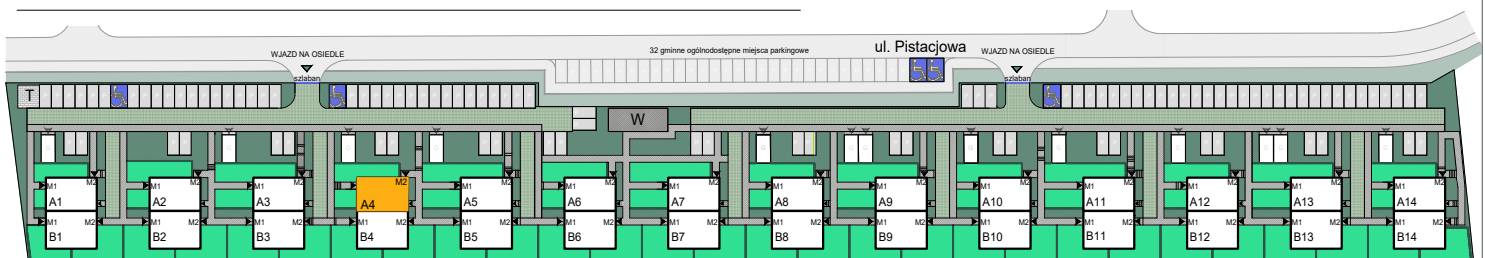 32 gminne ogólnodostępne miejsca parkingowe
ul. Pistacjowa
WJAZD NA OSIEDLE
WJAZD NA OSIEDLE
szlaban
szlaban
T
W
G G G G G G G G G G G G G G
M1 M2 M1 M2 M1 M2 M2 M1 M2 M1 M2 M1 M2 M1 M2 M1 M2 M1 M2 M1 M2 M1 M2 M1 M2 M1 M2
A1 A2 A3 A4 A5 A6 A7 A8 A9 A10 A11 A12 A13 A14
M1 M2 M1 M2 M1 M2 M1 M2 M1 M2 M1 M2 M1 M2 M1 M2 M1 M2 M1 M2 M1 M2 M1 M2 M1 M2 M1 M2
B1 B2 B3 B4 B5 B6 B7 B8 B9 B10 B11 B12 B13 B14